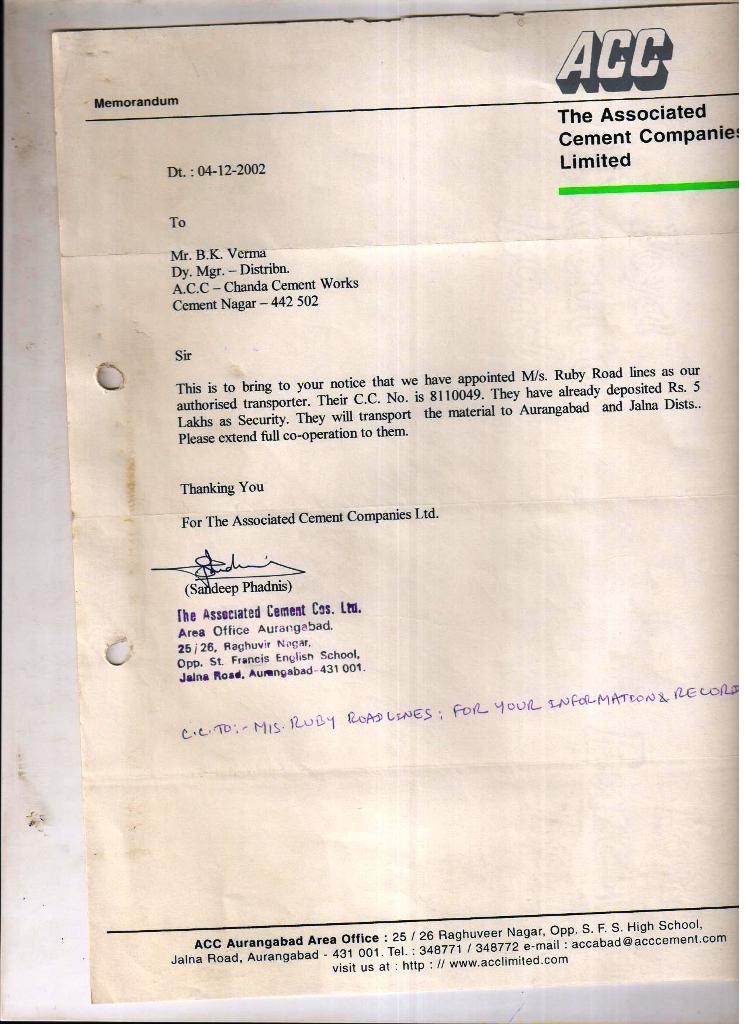 ACC
Memorandum
The Associated
Cement Companies
Limited
Dt. : 04-12-2002
To
Mr. B.K. Verma
Dy. Mgr. – Distribn.
A.C.C – Chanda Cement Works
Cement Nagar – 442 502
Sir
This is to bring to your notice that we have appointed M/s. Ruby Road lines as our
authorised transporter. Their C.C. No. is 8110049. They have already deposited Rs. 5
Lakhs as Security. They will transport the material to Aurangabad and Jalna Dists..
Please extend full co-operation to them.
Thanking You
For The Associated Cement Companies Ltd.
(Sandeep Phadnis)
The Associated Cement Cos. Ltd.
Area Office Aurangabad.
25 / 26, Raghuvir Nagar,
Opp. St. Francis English School,
Jalna Road, Aurangabad-431 001.
C.C. TO:- M/S. RUBY ROADLINES; FOR YOUR INFORMATION & RECORD
ACC Aurangabad Area Office : 25 / 26 Raghuveer Nagar, Opp. S. F. S. High School,
Jalna Road, Aurangabad - 431 001. Tel. : 348771 / 348772 e-mail : accabad@acccement.com
visit us at : http : // www.acclimited.com